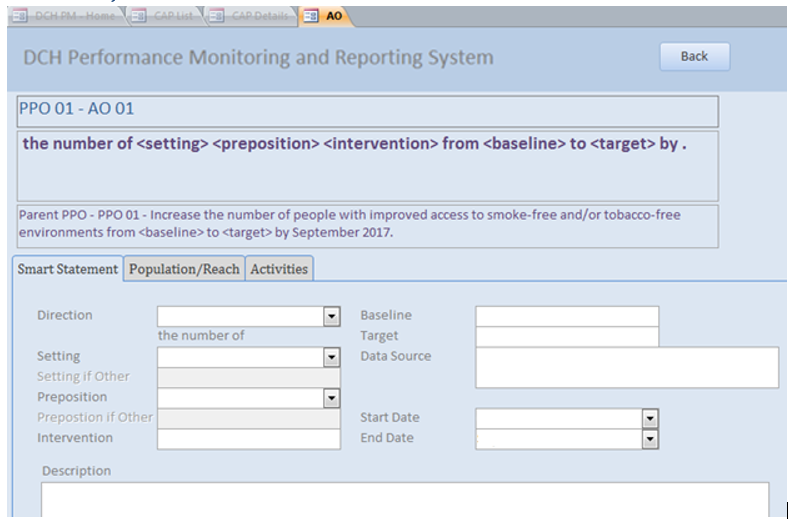 DCH PM - Home CAP List CAP Details AO
DCH Performance Monitoring and Reporting System Back
PPO 01 - AO 01
the number of <setting> <preposition> <intervention> from <baseline> to <target> by .
Parent PPO - PPO 01 - Increase the number of people with improved access to smoke-free and/or tobacco-free
environments from <baseline> to <target> by September 2017.
Smart Statement Population/Reach Activities
Direction Baseline
the number of Target
Setting Data Source
Setting if Other
Preposition
Prepostion if Other Start Date
Intervention End Date
Description